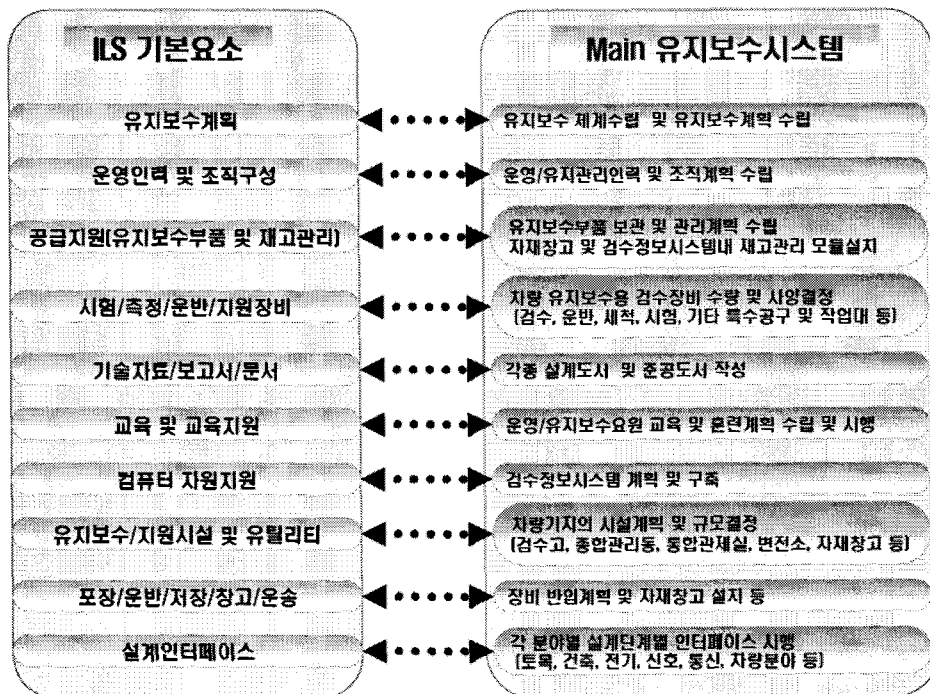 ILS 기본요소
Main 유지보수시스템
유지보수계획
유지보수 체계수립 및 유지보수계획 수립
운영인력 및 조직구성
운영/유지관리인력 및 조직계획 수립
공급지원(유지보수부품 및 재고관리)
유지보수부품 보관 및 관리계획 수립
자재창고 및 검수정보시스템내 재고관리 모듈설치
시험/측정/운반/지원장비
차량 유지보수용 검수장비 수량 및 사양결정
(검수, 운반, 세척, 시험, 기타 특수공구 및 작업대 등)
기술자료/보고서/문서
각종 설계도서 및 준공도서 작성
교육 및 교육지원
운영/유지보수요원 교육 및 훈련계획 수립 및 시행
컴퓨터 자원지원
검수정보시스템 계획 및 구축
유지보수/지원시설 및 유틸리티
차량기지의 시설계획 및 규모결정
(검수고, 종합관리동, 통합관제실, 변전소, 자재창고 등)
포장/운반/저장/창고/운송
장비 반입계획 및 자재창고 설치 등
설계인터페이스
각 분야별 설계단계별 인터페이스 시행
(토목, 건축, 전기, 신호, 통신, 차량분야 등)